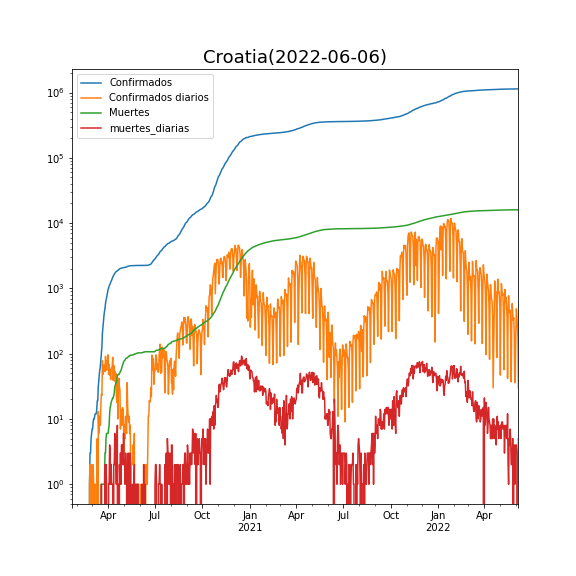 Croatia(2022-06-06)
Confirmados
Confirmados diarios
Muertes
muertes_diarias
10⁶
10⁵
10⁴
10³
10²
10¹
10⁰
Apr Jul Oct Jan Apr Jul Oct Jan Apr
2021 2022